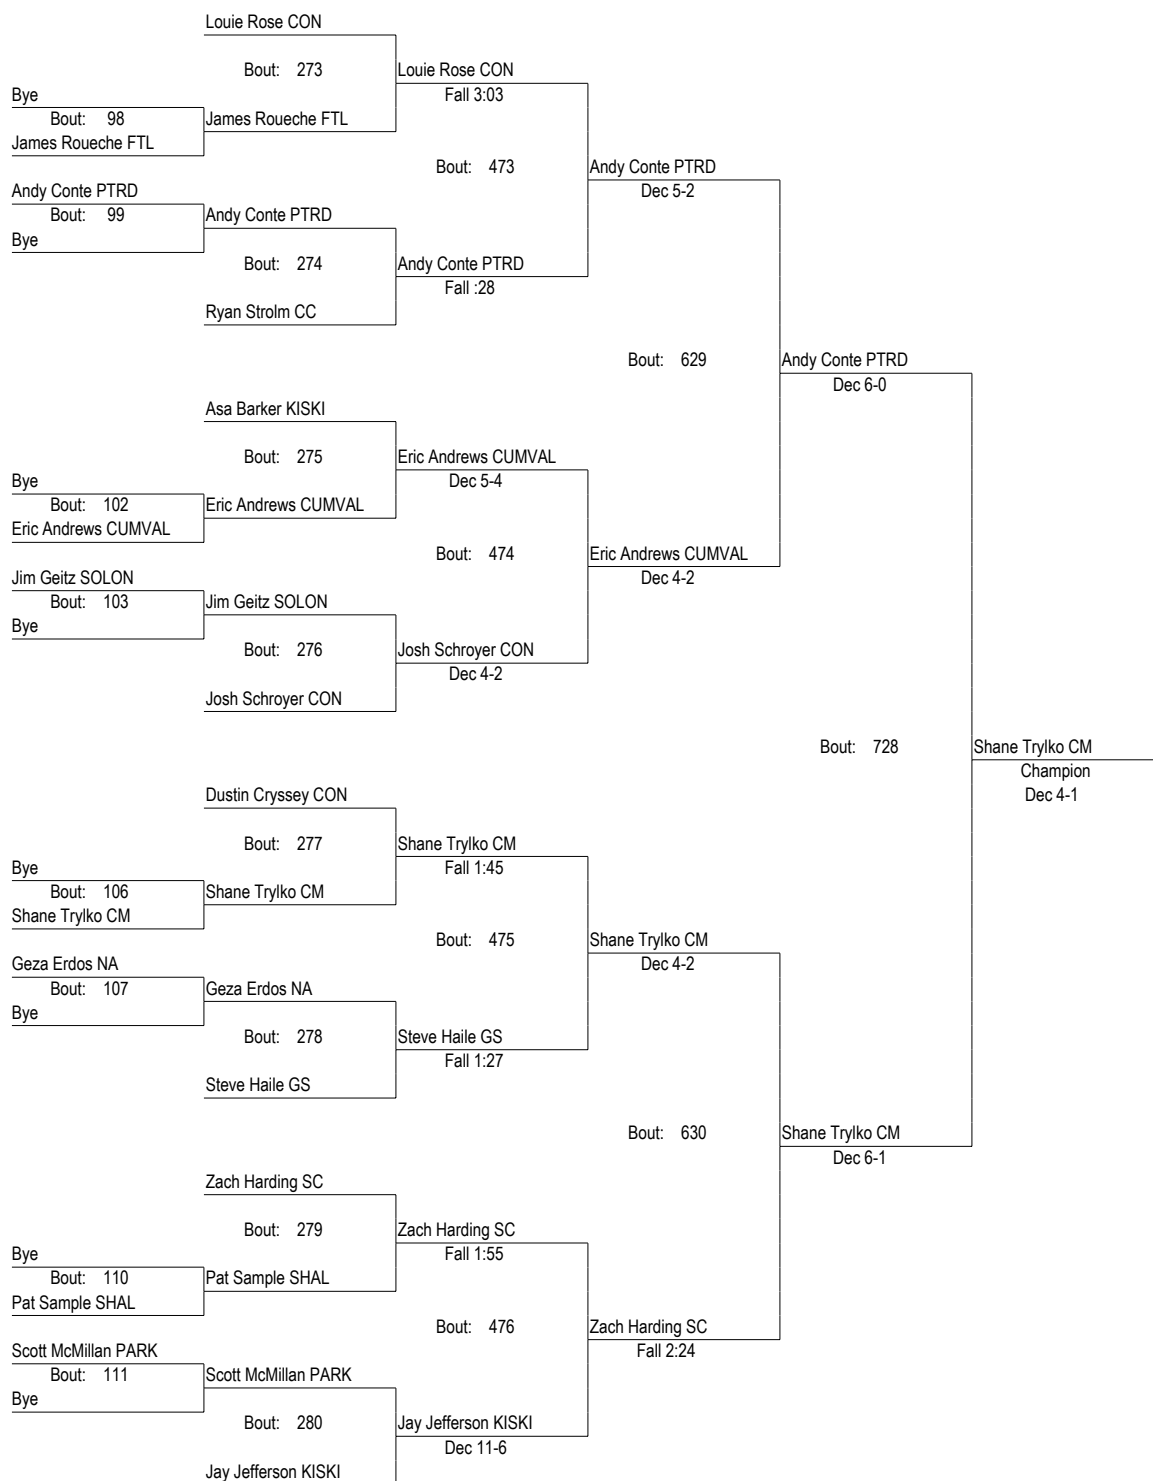 Louie Rose CON
Bout: 273
Louie Rose CON
Bye
Fall 3:03
Bout: 98
James Roueche FTL
James Roueche FTL
Bout: 473
Andy Conte PTRD
Andy Conte PTRD
Dec 5-2
Bout: 99
Andy Conte PTRD
Bye
Bout: 274
Andy Conte PTRD
Fall :28
Ryan Strolm CC
Bout: 629
Andy Conte PTRD
Dec 6-0
Asa Barker KISKI
Bout: 275
Eric Andrews CUMVAL
Bye
Dec 5-4
Bout: 102
Eric Andrews CUMVAL
Eric Andrews CUMVAL
Bout: 474
Eric Andrews CUMVAL
Jim Geitz SOLON
Dec 4-2
Bout: 103
Jim Geitz SOLON
Bye
Bout: 276
Josh Schroyer CON
Dec 4-2
Josh Schroyer CON
Bout: 728
Shane Trylko CM
Champion
Dustin Cryssey CON
Dec 4-1
Bout: 277
Shane Trylko CM
Bye
Fall 1:45
Bout: 106
Shane Trylko CM
Shane Trylko CM
Bout: 475
Shane Trylko CM
Geza Erdos NA
Dec 4-2
Bout: 107
Geza Erdos NA
Bye
Bout: 278
Steve Haile GS
Fall 1:27
Steve Haile GS
Bout: 630
Shane Trylko CM
Dec 6-1
Zach Harding SC
Bout: 279
Zach Harding SC
Bye
Fall 1:55
Bout: 110
Pat Sample SHAL
Pat Sample SHAL
Bout: 476
Zach Harding SC
Scott McMillan PARK
Fall 2:24
Bout: 111
Scott McMillan PARK
Bye
Bout: 280
Jay Jefferson KISKI
Dec 11-6
Jay Jefferson KISKI